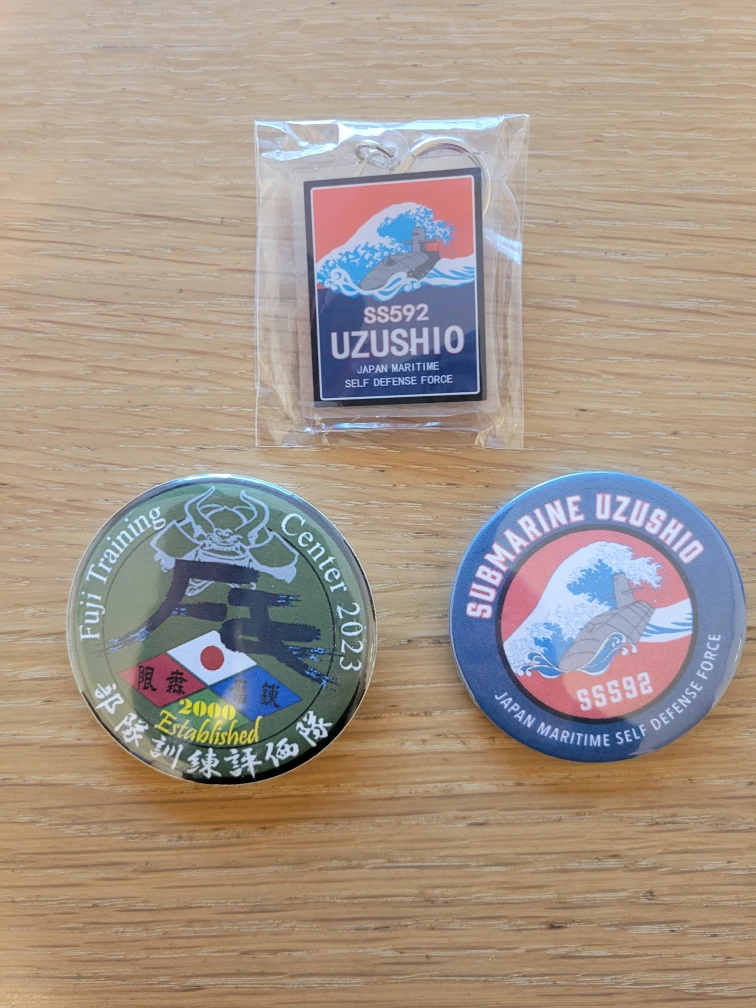 SS592
UZUSHIO
JAPAN MARITIME
SELF DEFENSE FORCE
Fuji Training Center 2023
2000
Established
部隊訓練評価隊
SUBMARINE UZUSHIO
SS592
JAPAN MARITIME SELF DEFENSE FORCE